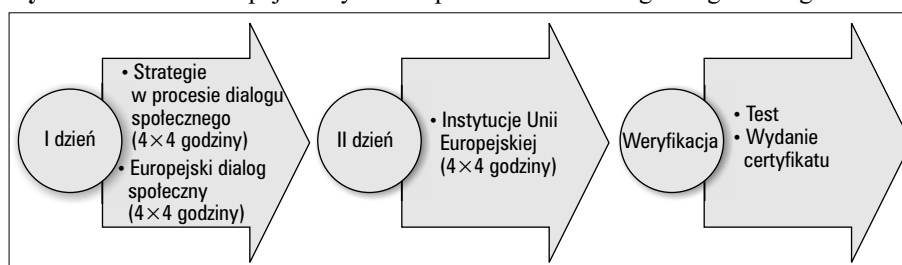 I dzień
• Strategie
w procesie dialogu
społecznego
(4×4 godziny)
• Europejski dialog
społeczny
(4×4 godziny)
II dzień
• Instytucje Unii
Europejskiej
(4×4 godziny)
Weryfikacja
• Test
• Wydanie
certyfikatu